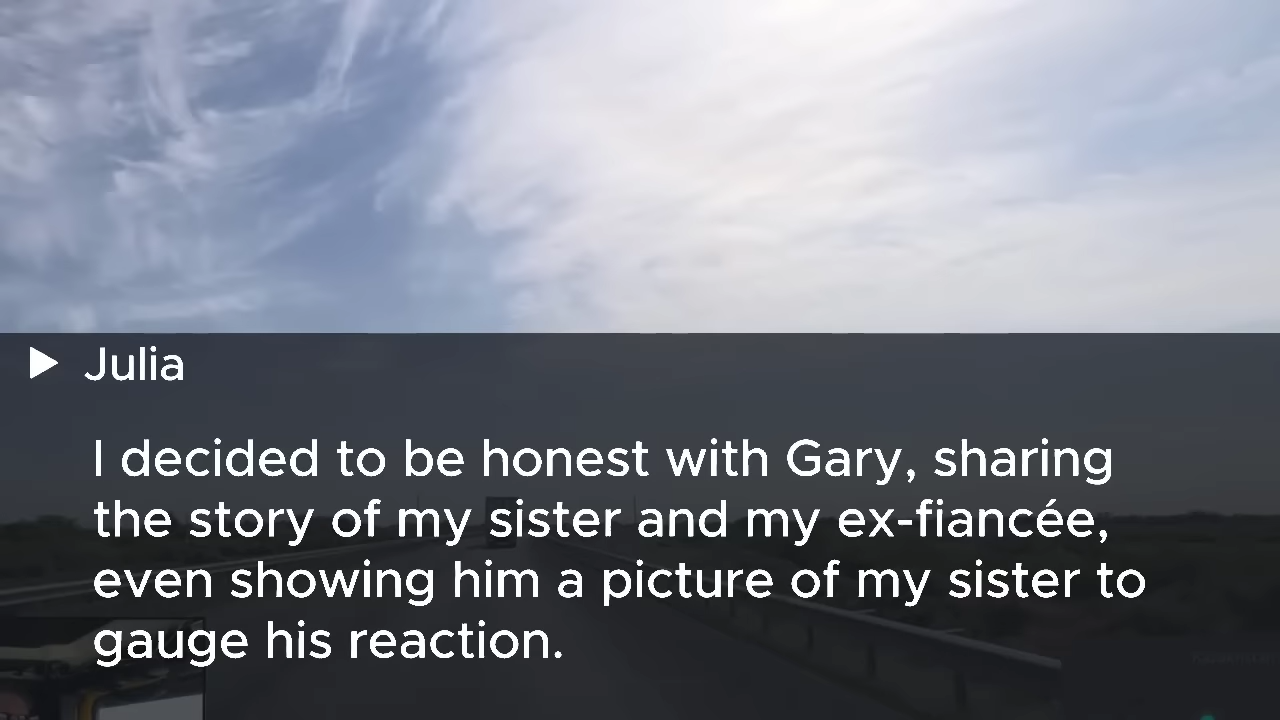 Julia
I decided to be honest with Gary, sharing
the story of my sister and my ex-fiancée,
even showing him a picture of my sister to
gauge his reaction.